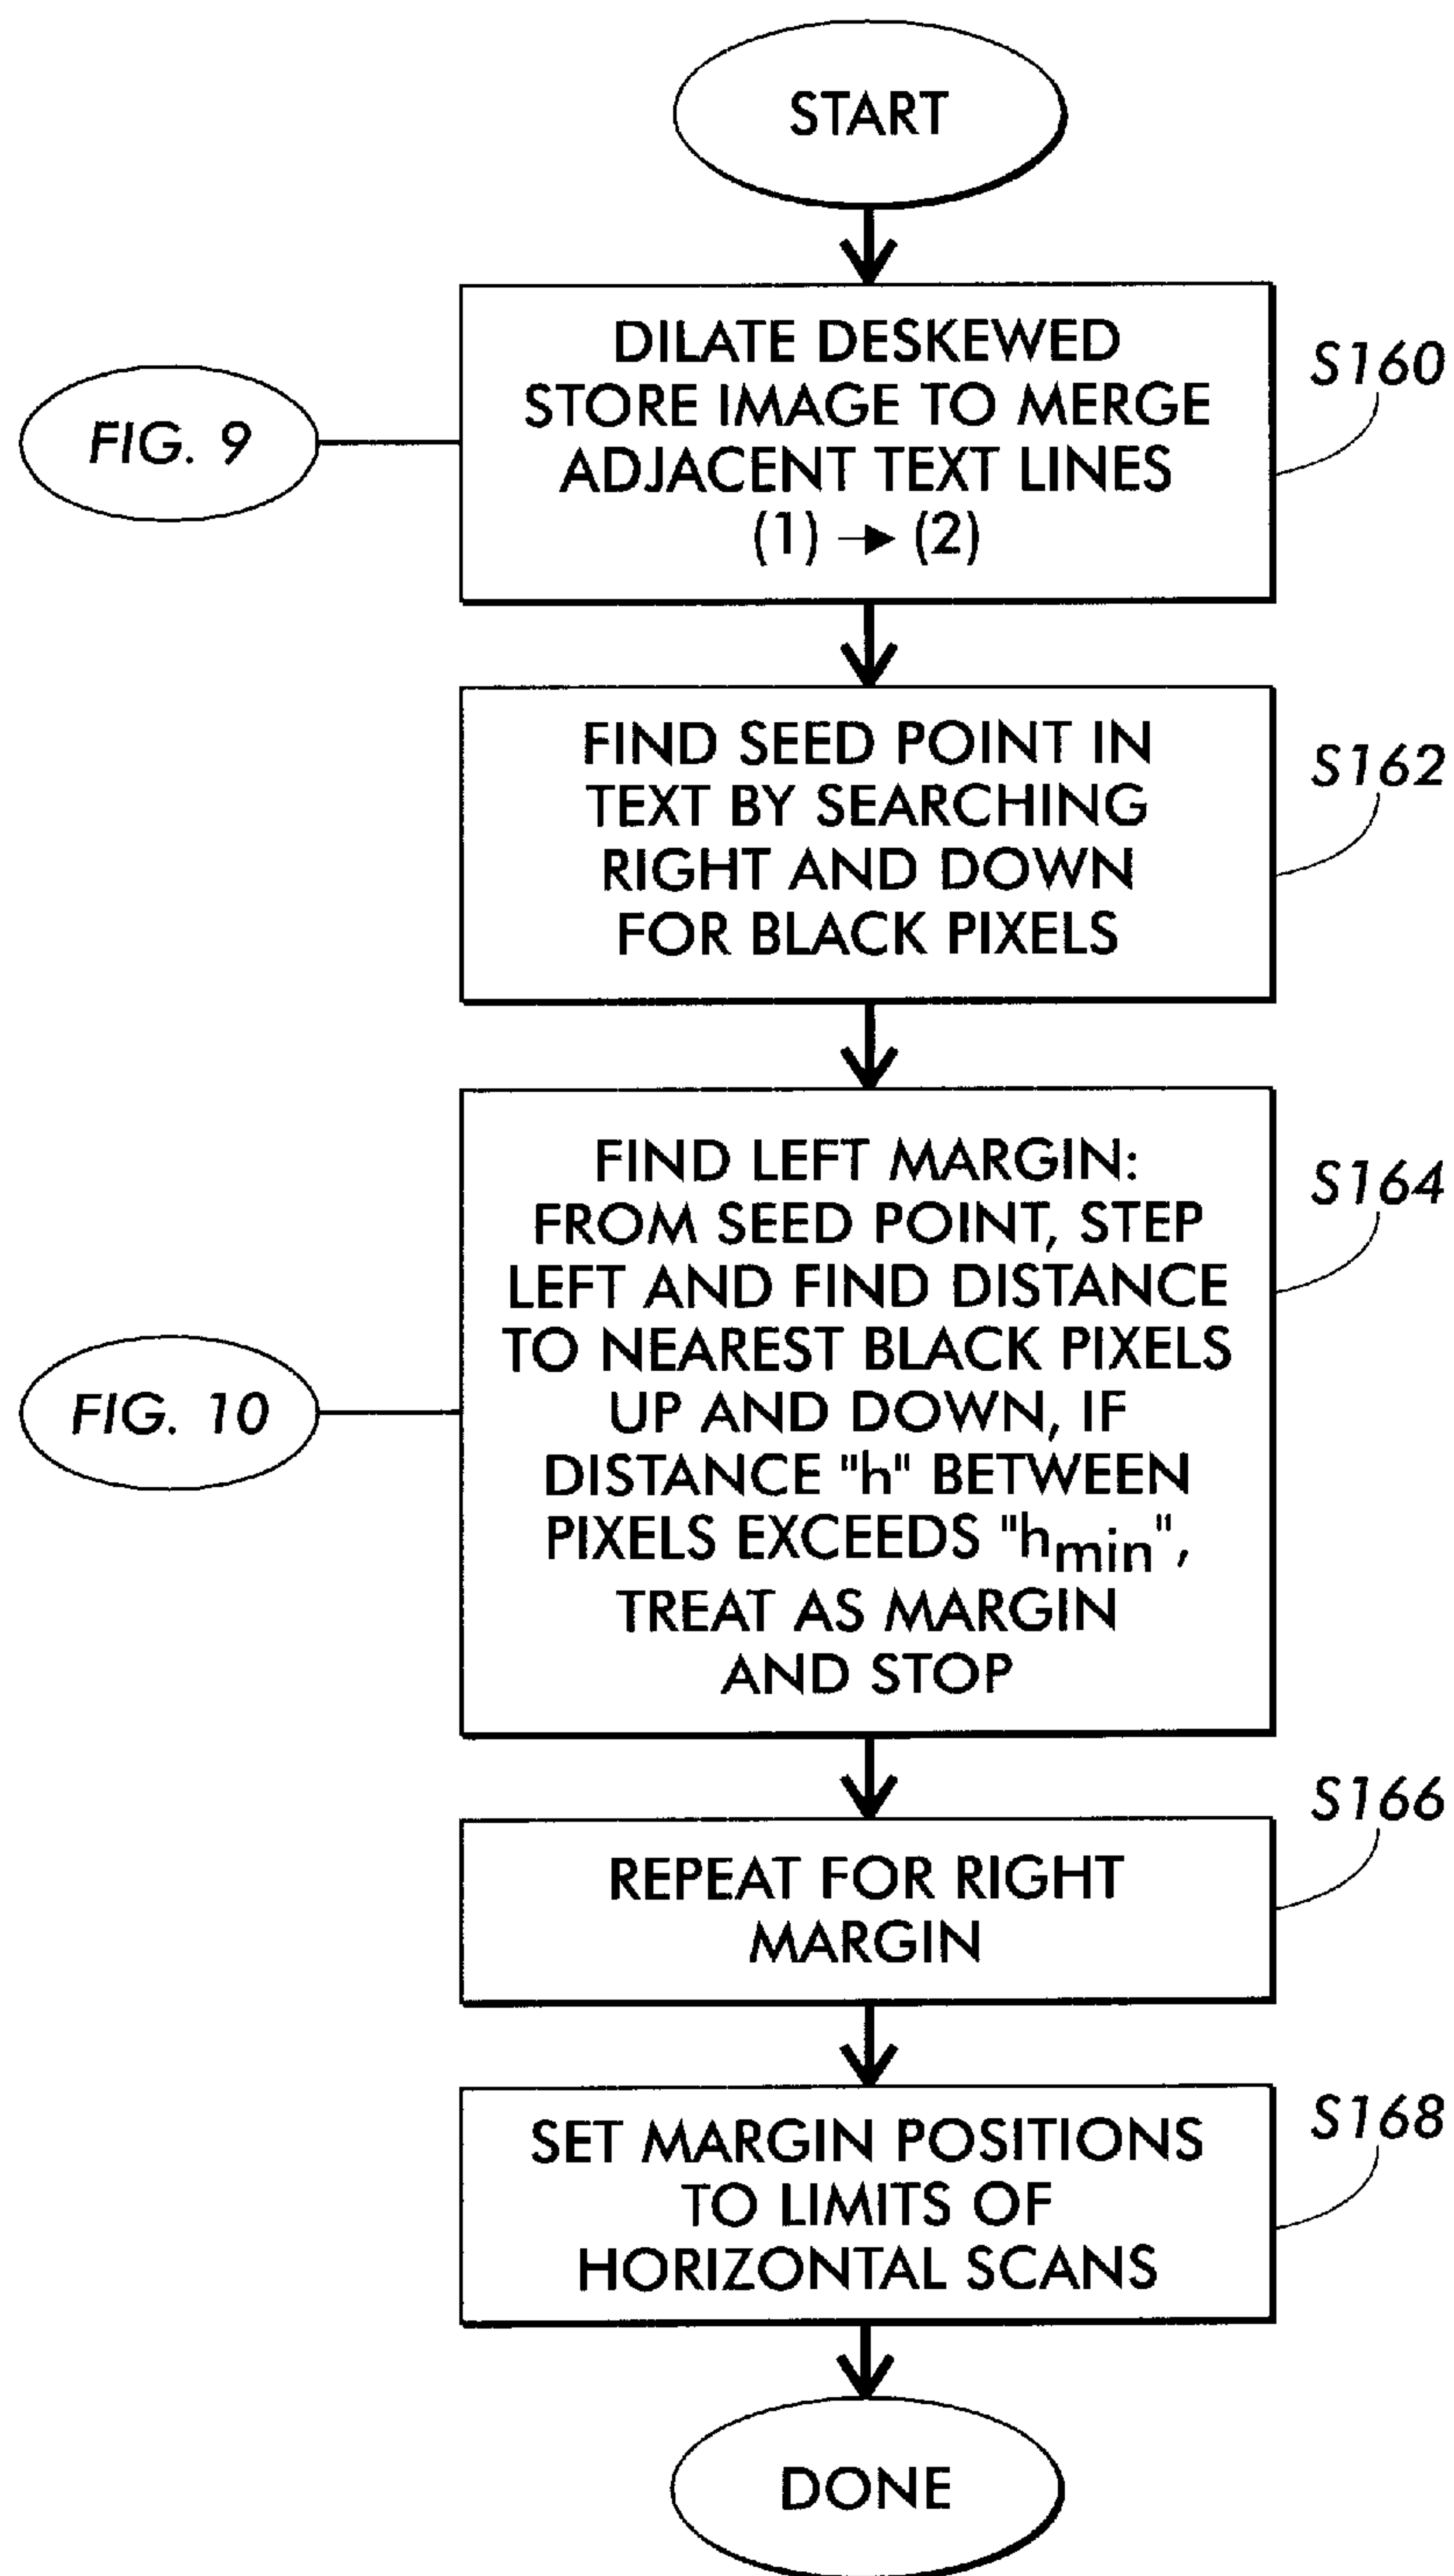 START
DILATE DESKEWED
STORE IMAGE TO MERGE
ADJACENT TEXT LINES
(1) → (2)
S160
FIG. 9
FIND SEED POINT IN
TEXT BY SEARCHING
RIGHT AND DOWN
FOR BLACK PIXELS
S162
FIND LEFT MARGIN:
FROM SEED POINT, STEP
LEFT AND FIND DISTANCE
TO NEAREST BLACK PIXELS
UP AND DOWN, IF
DISTANCE "h" BETWEEN
PIXELS EXCEEDS "hmin",
TREAT AS MARGIN
AND STOP
S164
FIG. 10
REPEAT FOR RIGHT
MARGIN
S166
SET MARGIN POSITIONS
TO LIMITS OF
HORIZONTAL SCANS
S168
DONE